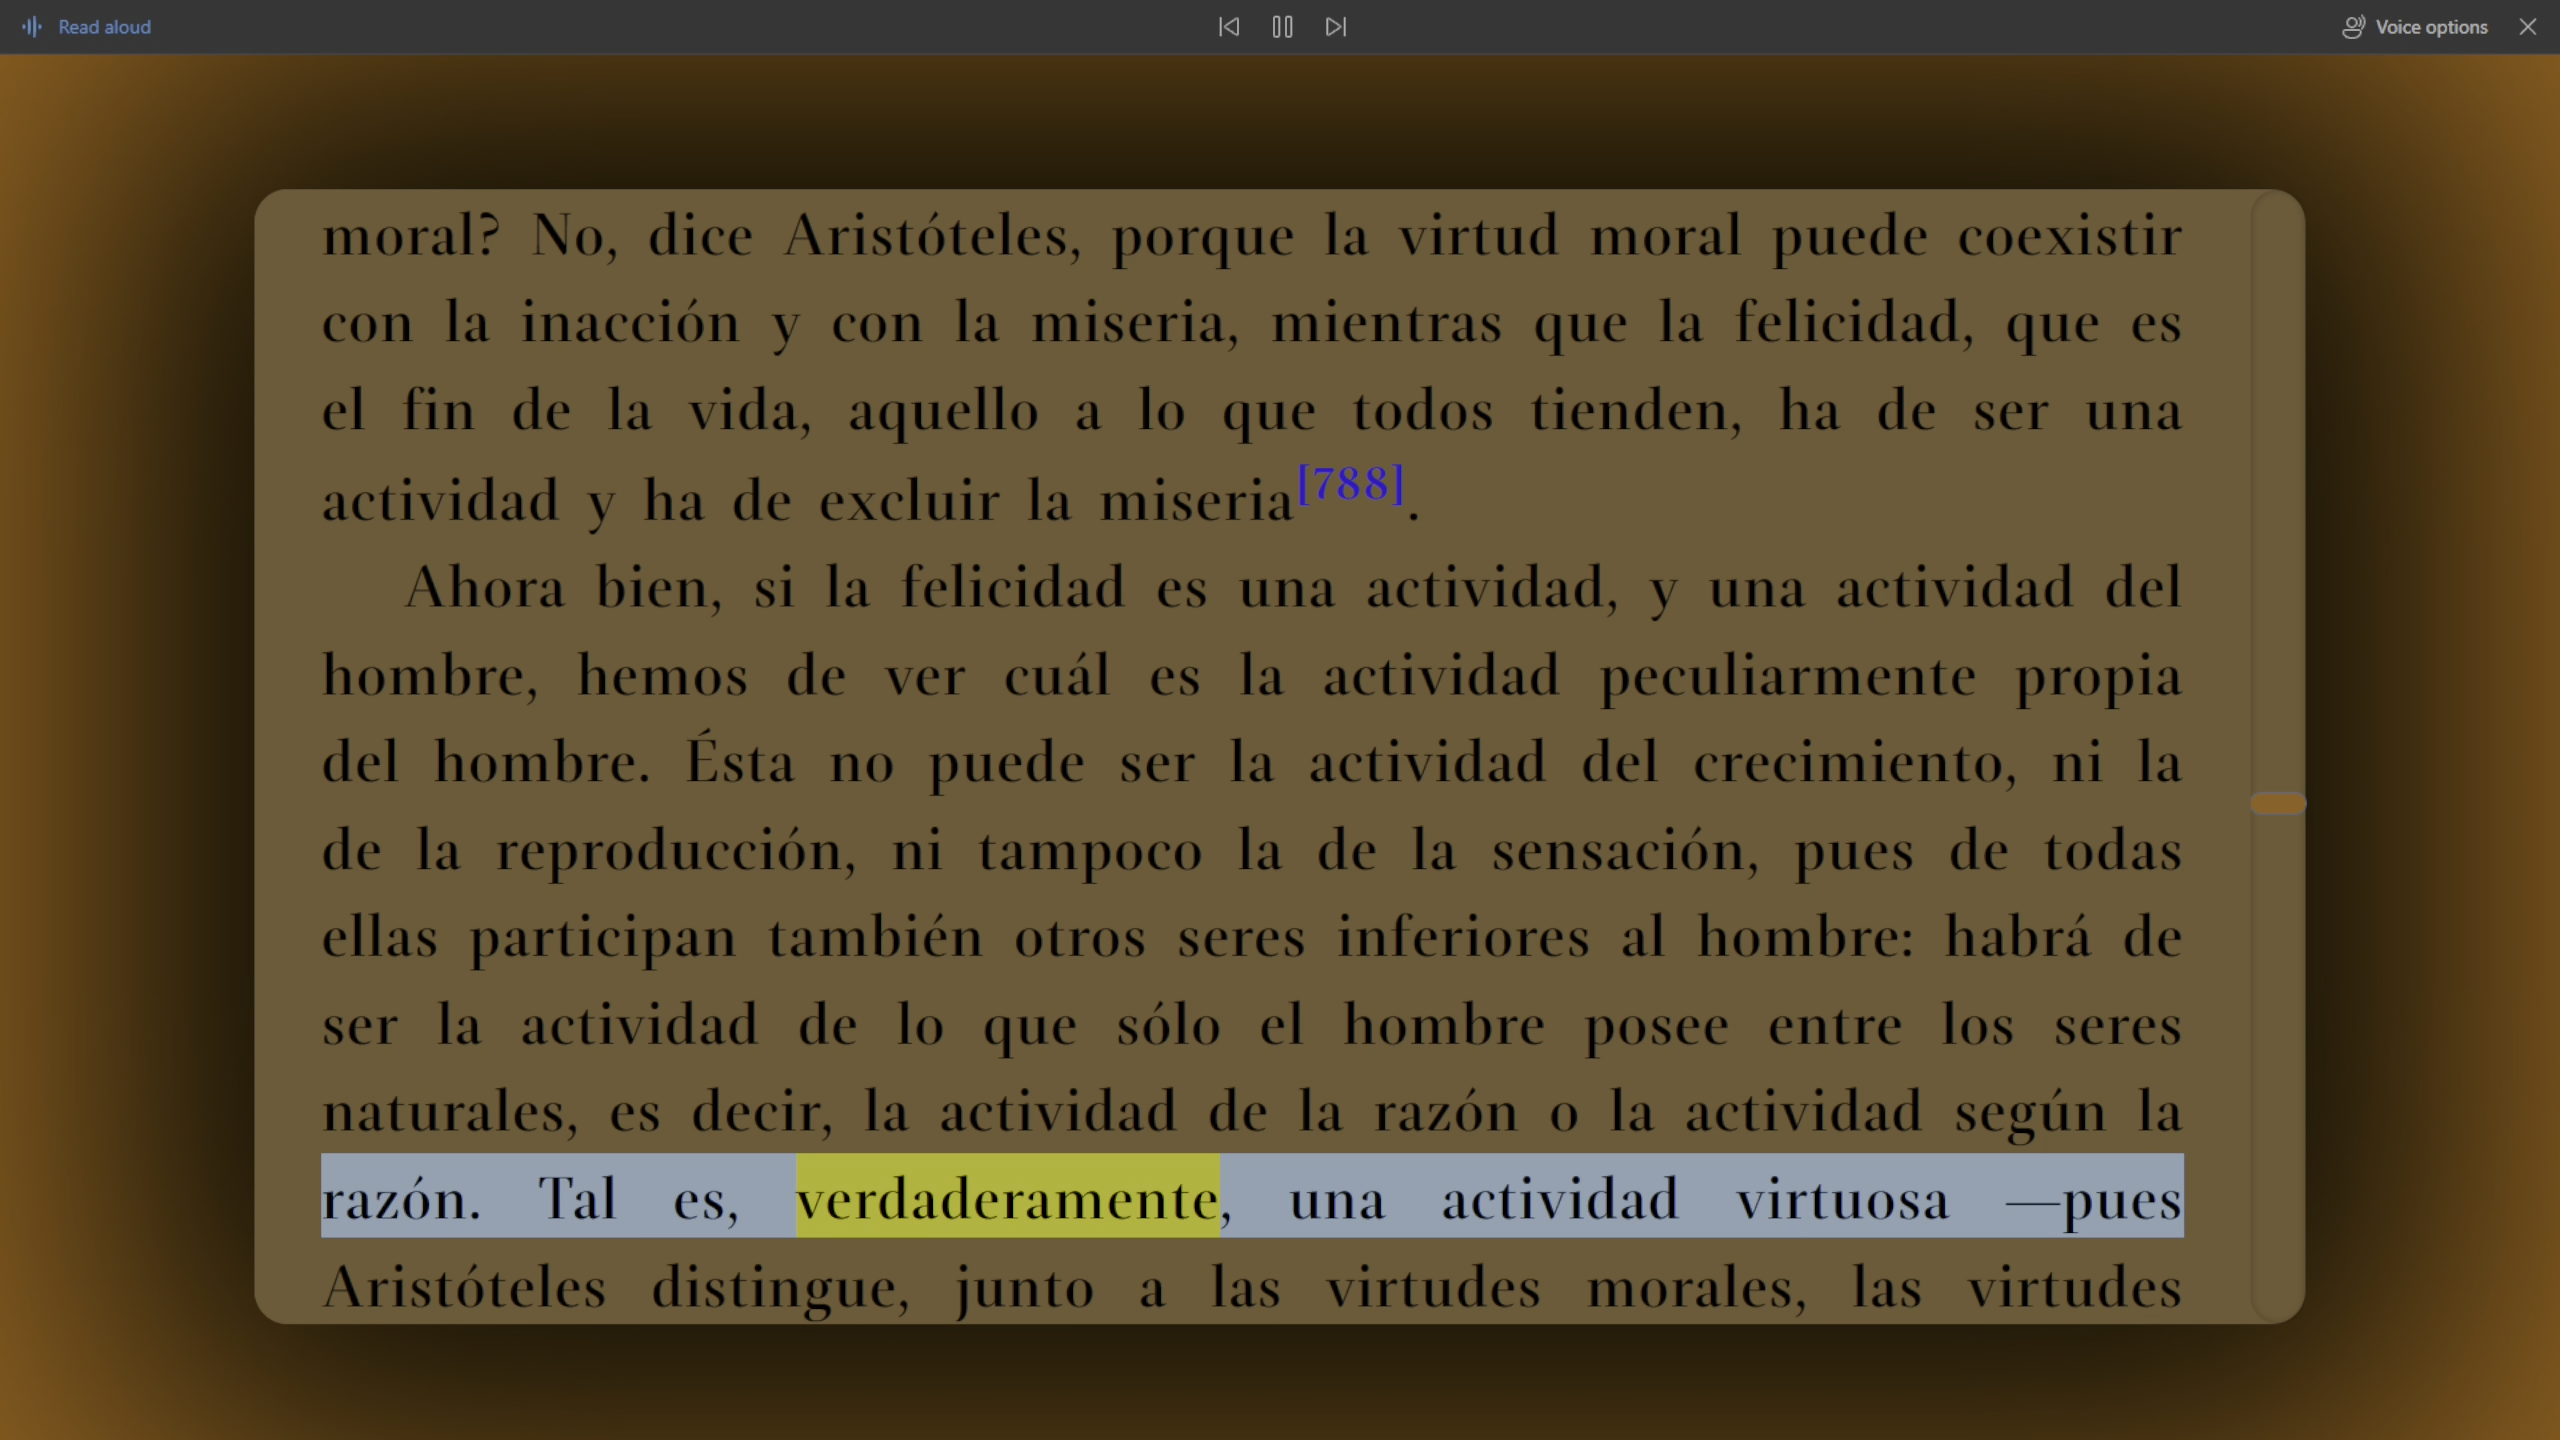 Read aloud
Voice options
moral? No, dice Aristóteles, porque la virtud moral puede coexistir
con la inacción y con la miseria, mientras que la felicidad, que es
el fin de la vida, aquello a lo que todos tienden, ha de ser una
actividad y ha de excluir la miseria[788].
Ahora bien, si la felicidad es una actividad, y una actividad del
hombre, hemos de ver cuál es la actividad peculiarmente propia
del hombre. Ésta no puede ser la actividad del crecimiento, ni la
de la reproducción, ni tampoco la de la sensación, pues de todas
ellas participan también otros seres inferiores al hombre: habrá de
ser la actividad de lo que sólo el hombre posee entre los seres
naturales, es decir, la actividad de la razón o la actividad según la
razón. Tal es, verdaderamente, una actividad virtuosa —pues
Aristóteles distingue, junto a las virtudes morales, las virtudes